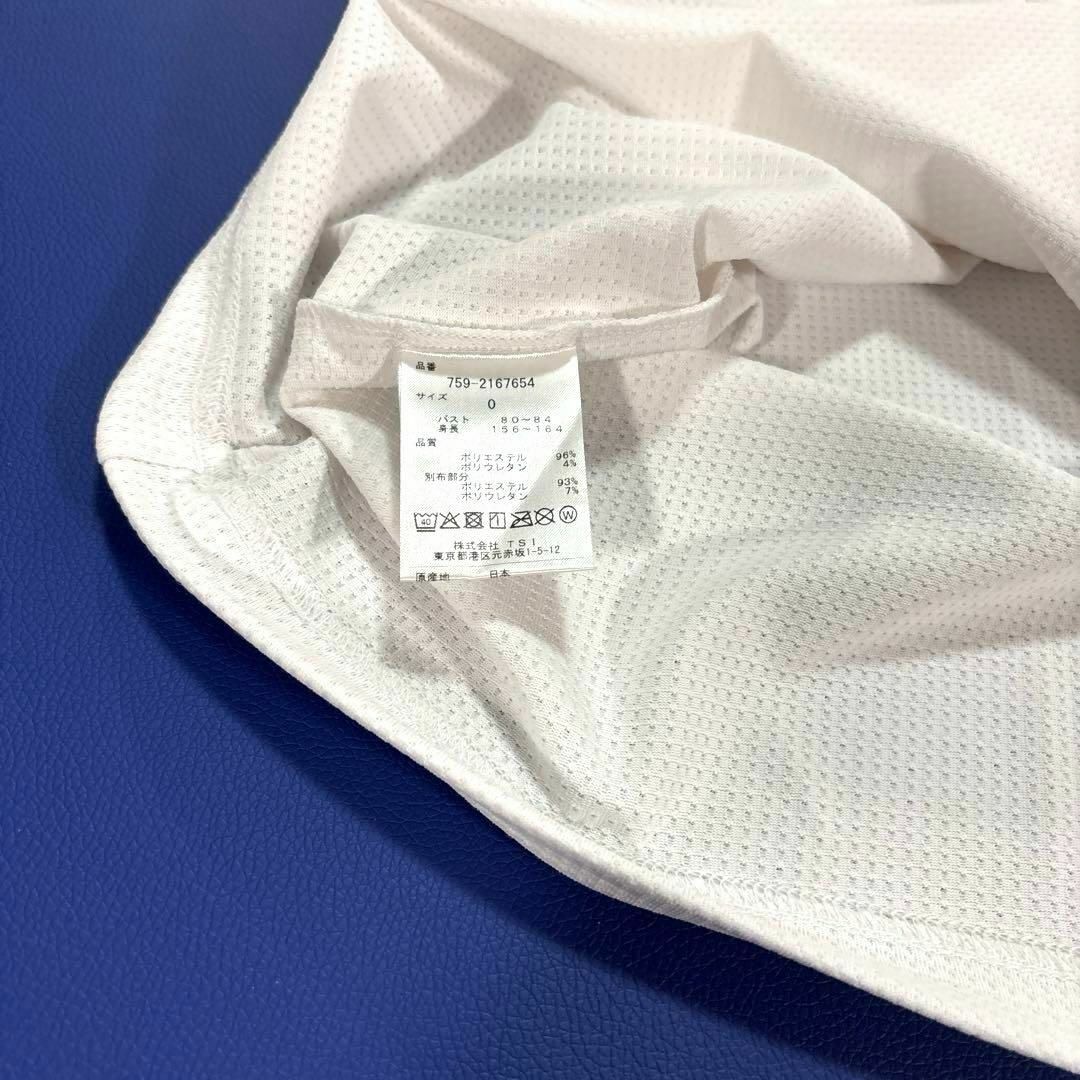 品番
759-2167654
サイズ
0
バスト 80~84
身長 156~164
品質
ポリエステル 96%
ポリウレタン 4%
別布部分
ポリエステル 93%
ポリウレタン 7%
40 W
株式会社 TSI
東京都港区元赤坂1-5-12
原産地 日本